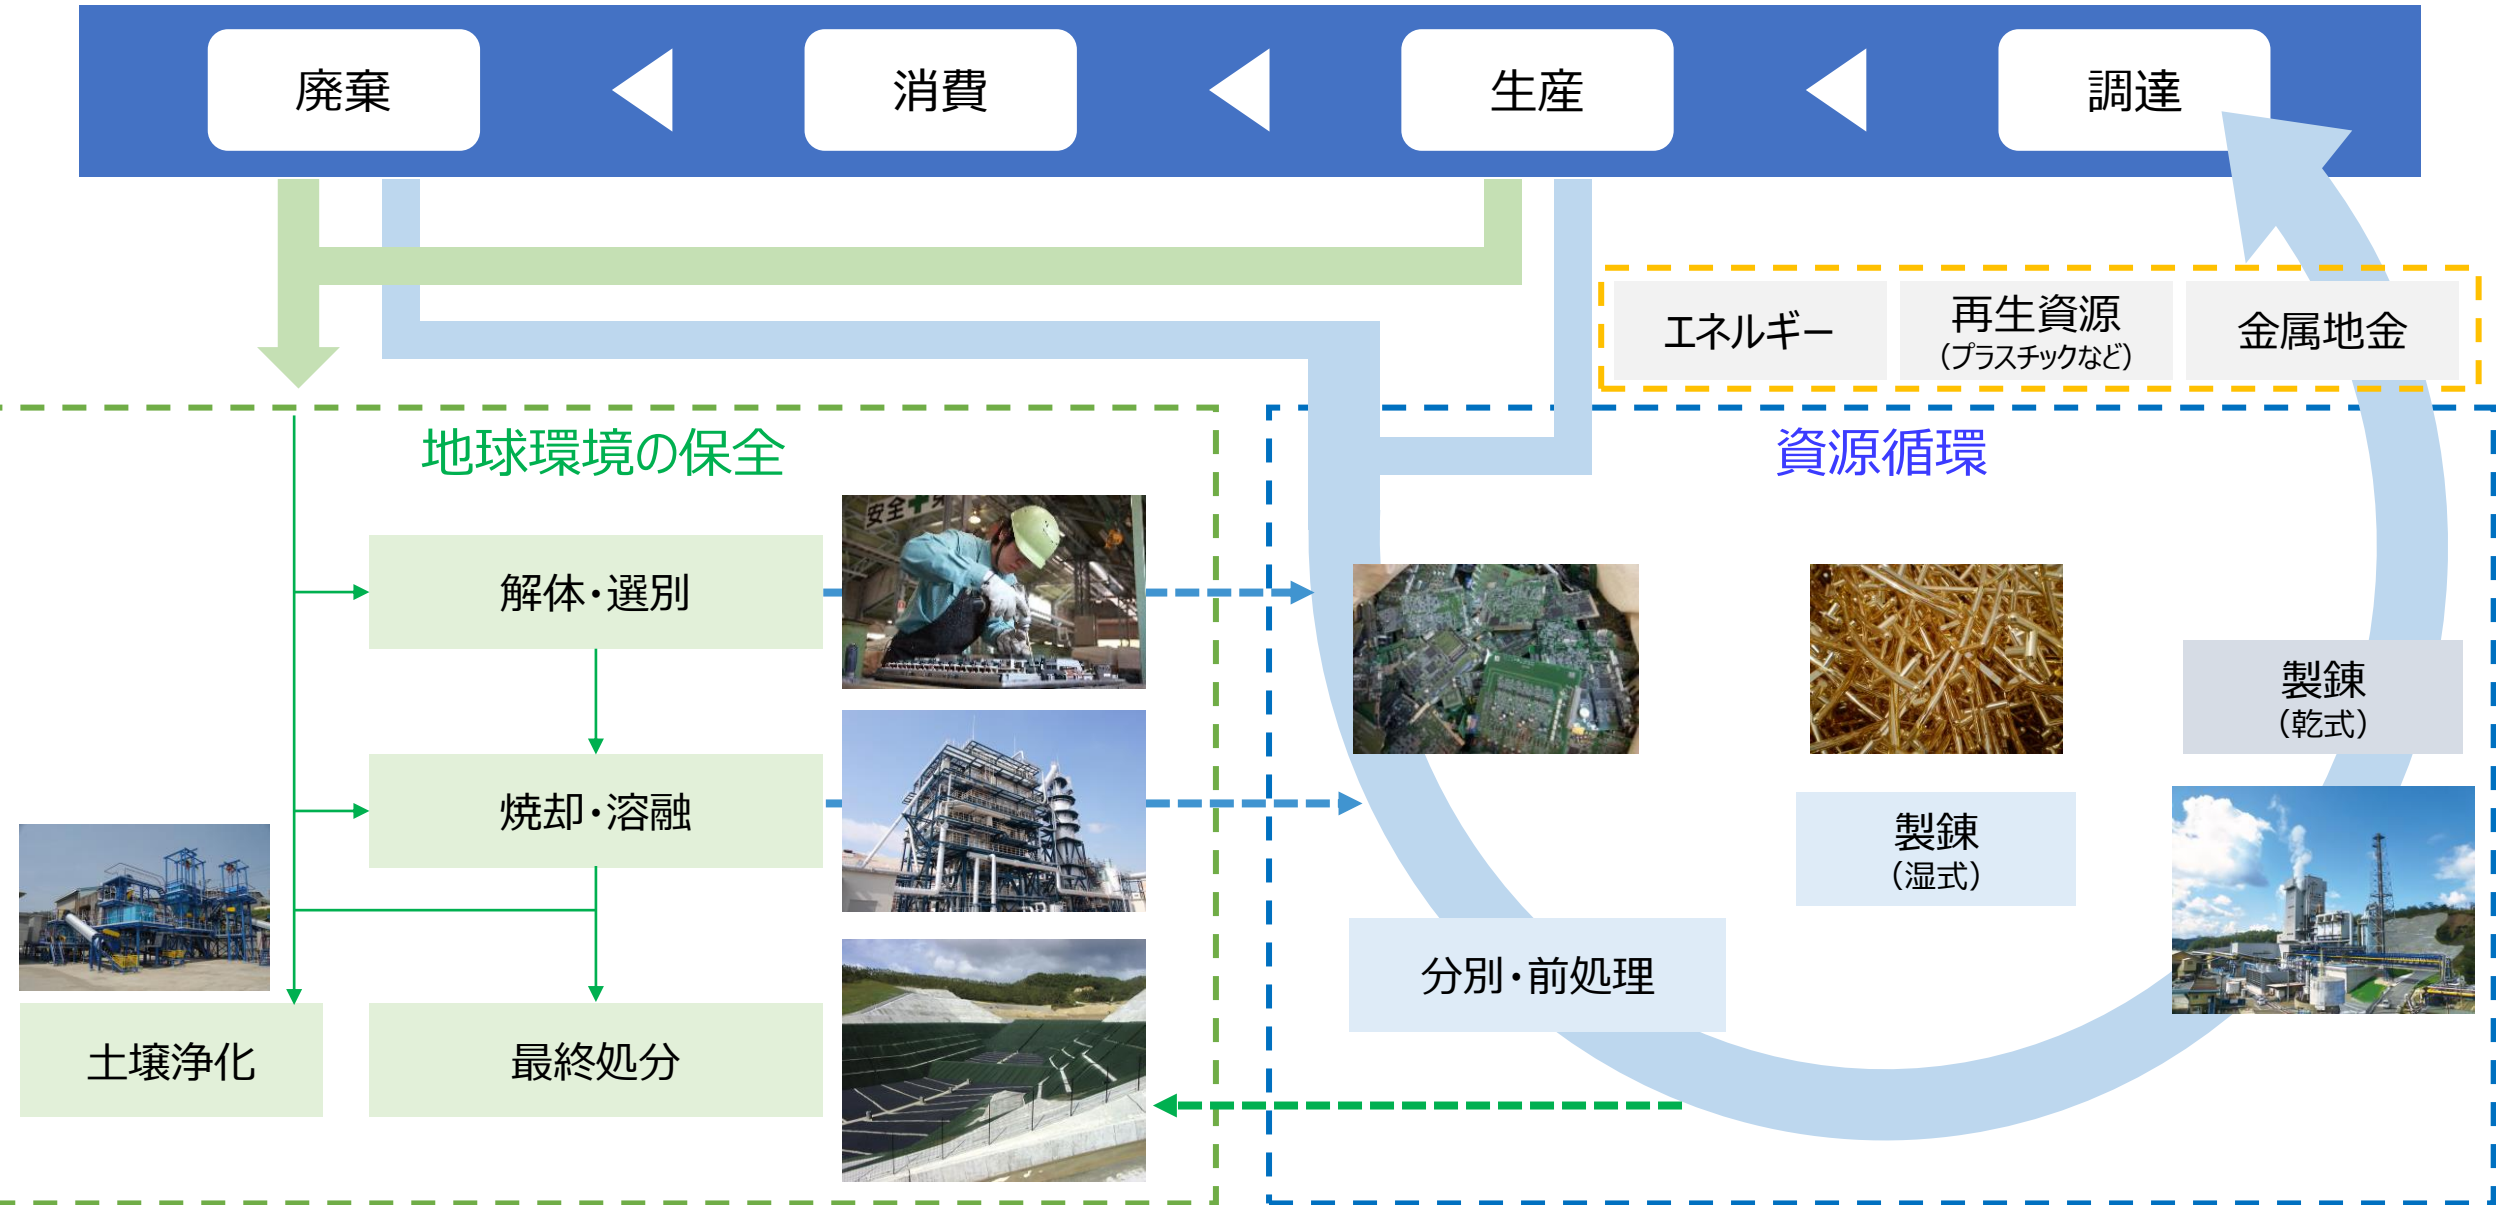 廃棄
消費
生産
調達
エネルギー
再生資源
（プラスチックなど）
金属地金
地球環境の保全
資源循環
安全
解体・選別
製錬
（乾式）
焼却・溶融
製錬
（湿式）
分別・前処理
土壌浄化
最終処分